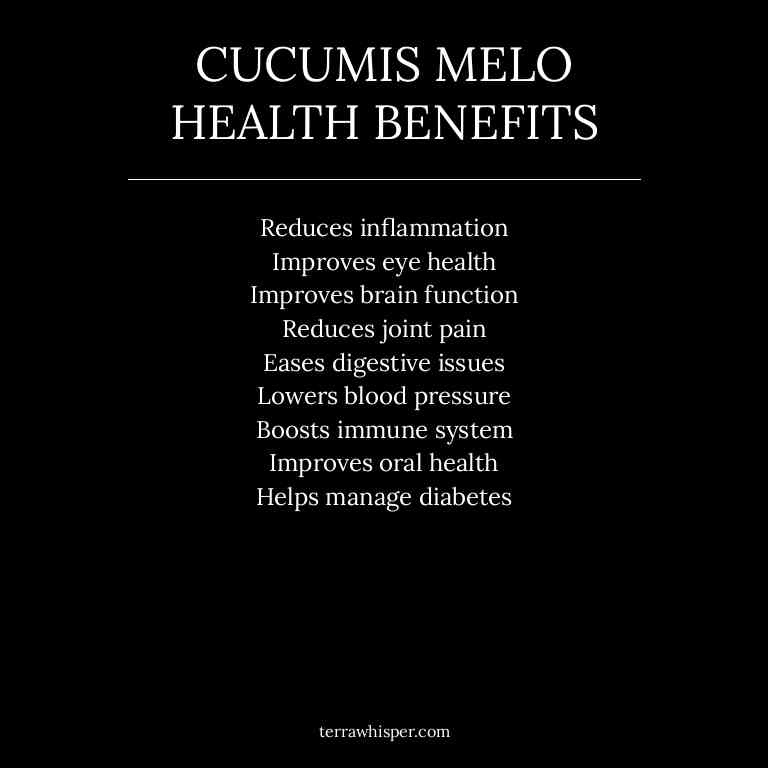 CUCUMIS MELO
HEALTH BENEFITS
Reduces inflammation
Improves eye health
Improves brain function
Reduces joint pain
Eases digestive issues
Lowers blood pressure
Boosts immune system
Improves oral health
Helps manage diabetes
terrawhisper.com